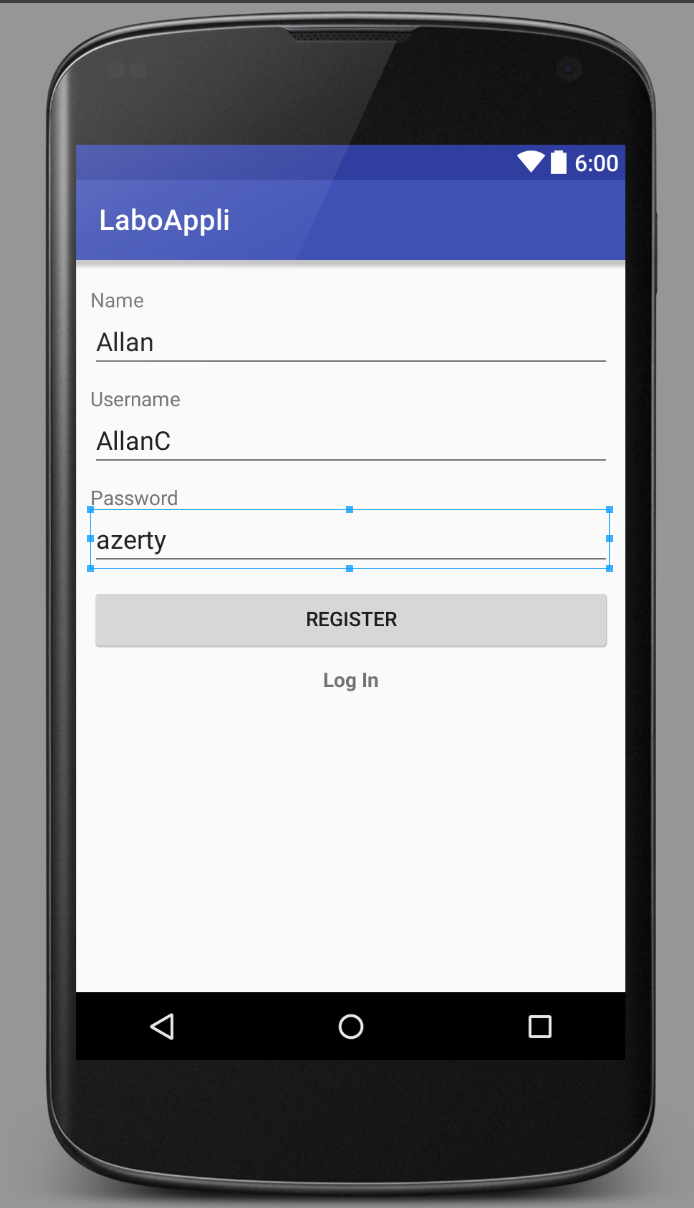 6:00
LaboAppli
Name
Allan
Username
AllanC
Password
azerty
REGISTER
Log In